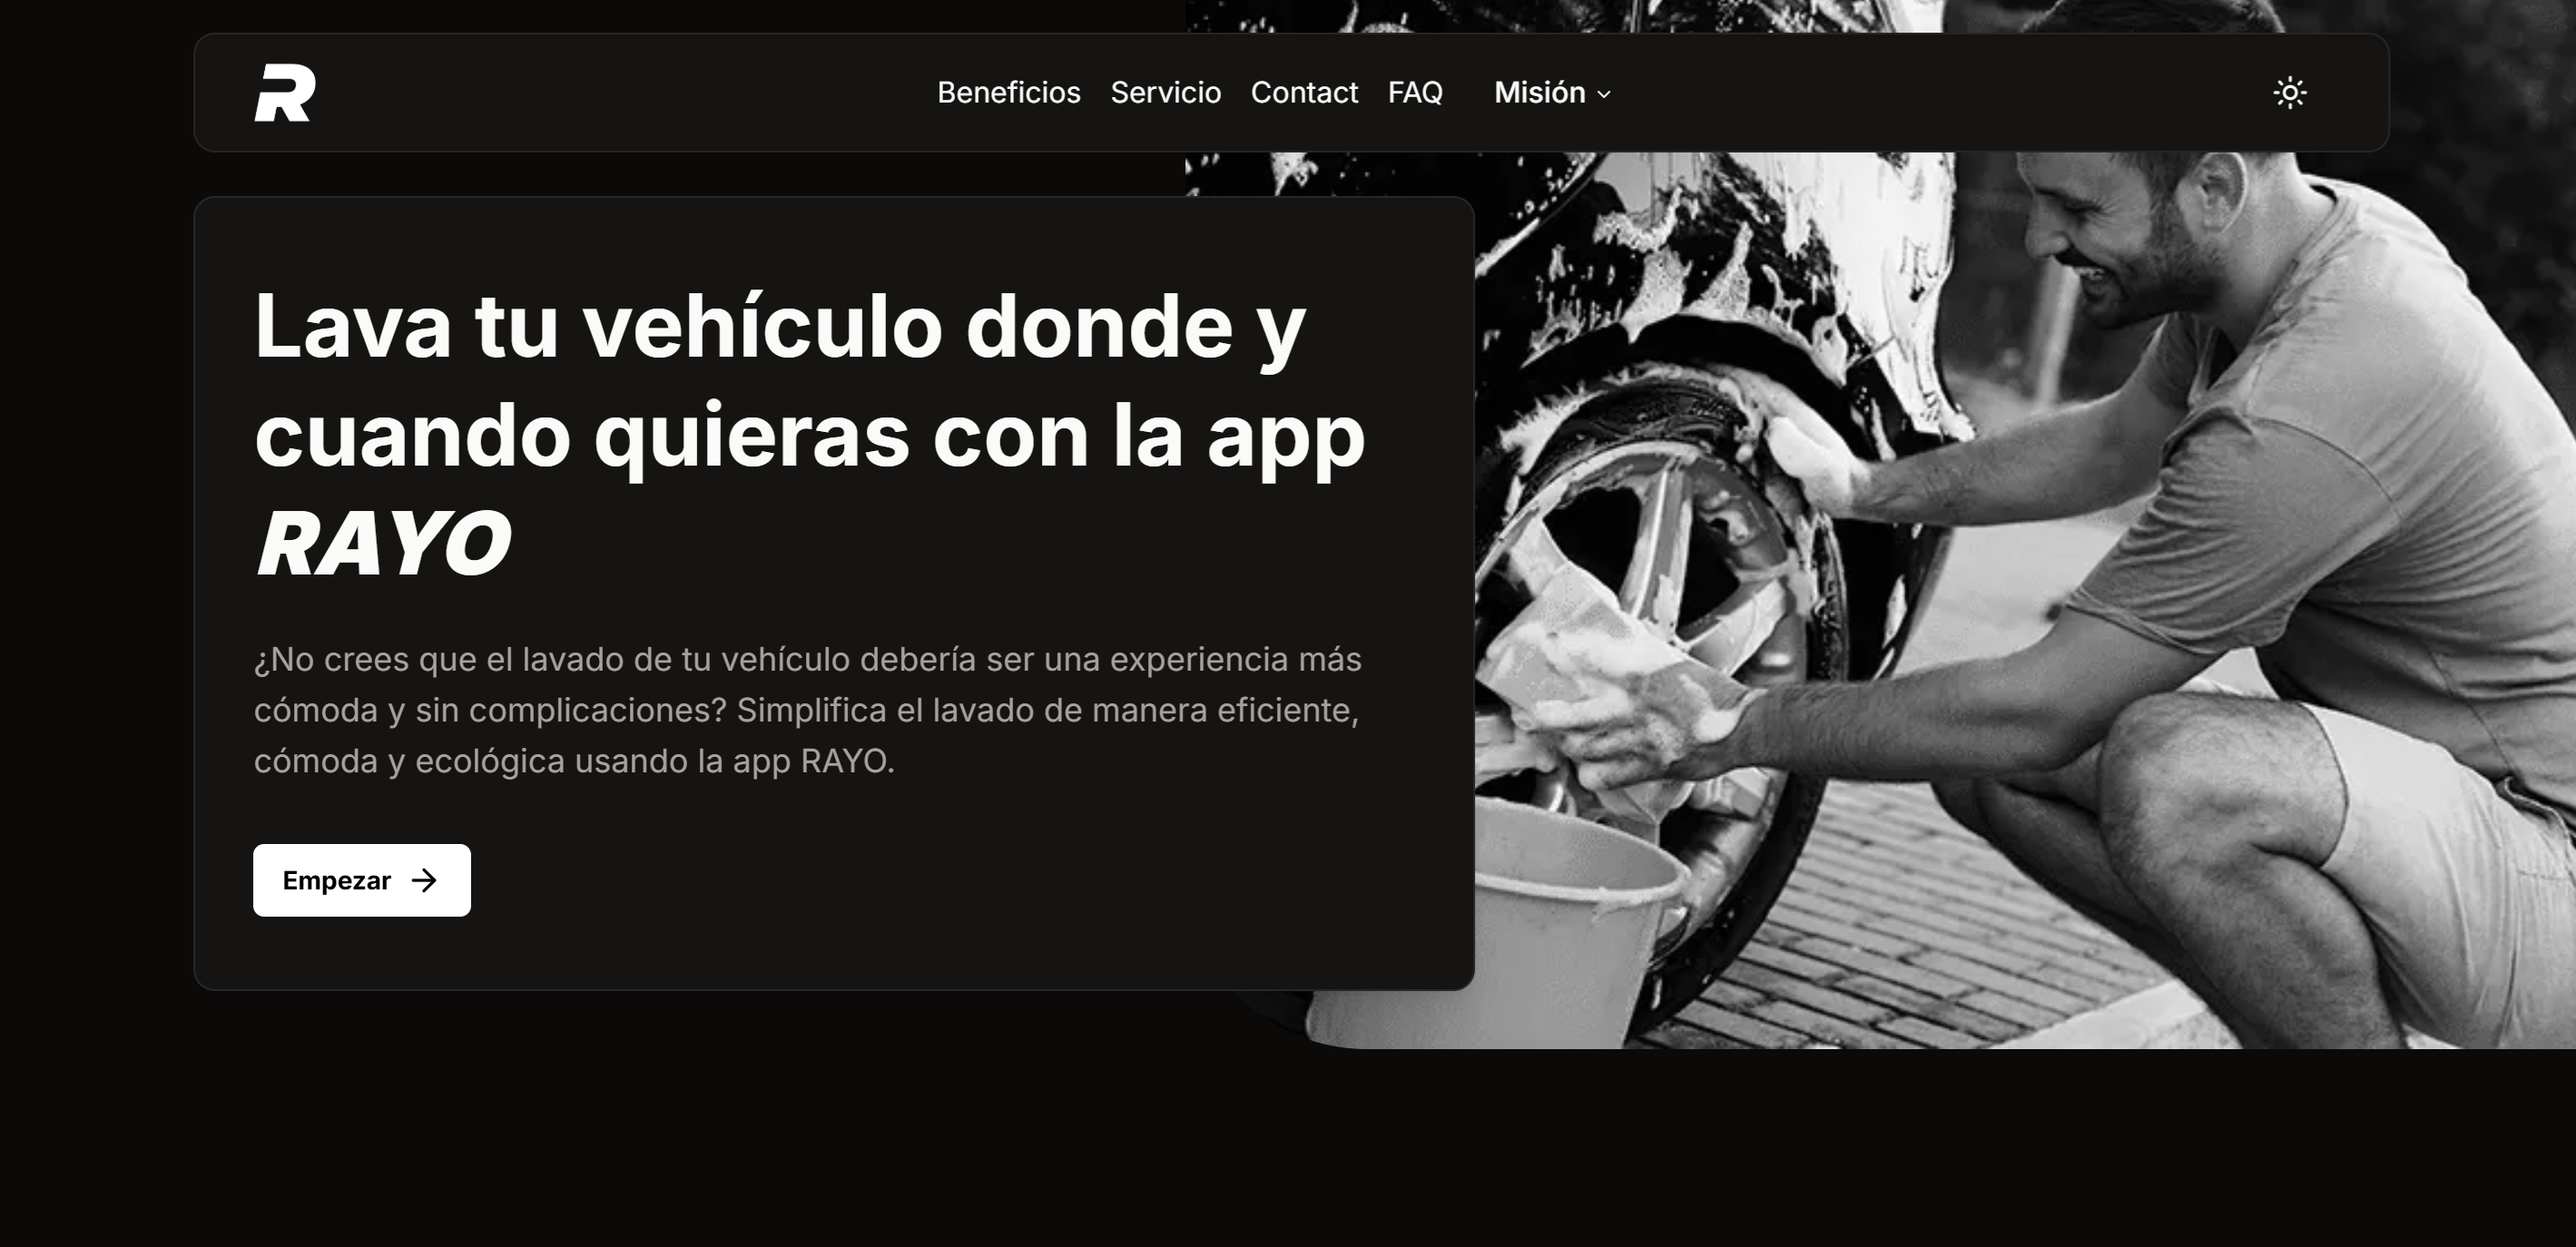 R
Beneficios Servicio Contact FAQ Misión
Lava tu vehículo donde y
cuando quieras con la app
RAYO
¿No crees que el lavado de tu vehículo debería ser una experiencia más
cómoda y sin complicaciones? Simplifica el lavado de manera eficiente,
cómoda y ecológica usando la app RAYO.
Empezar